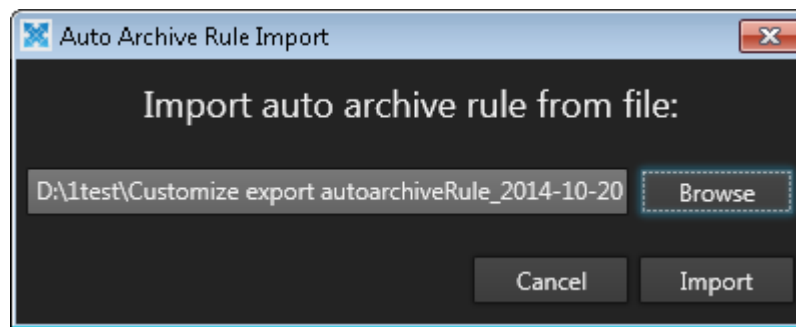 Auto Archive Rule Import
Import auto archive rule from file:
D:\1test\Customize export autoarchiveRule_2014-10-20
Browse
Cancel
Import